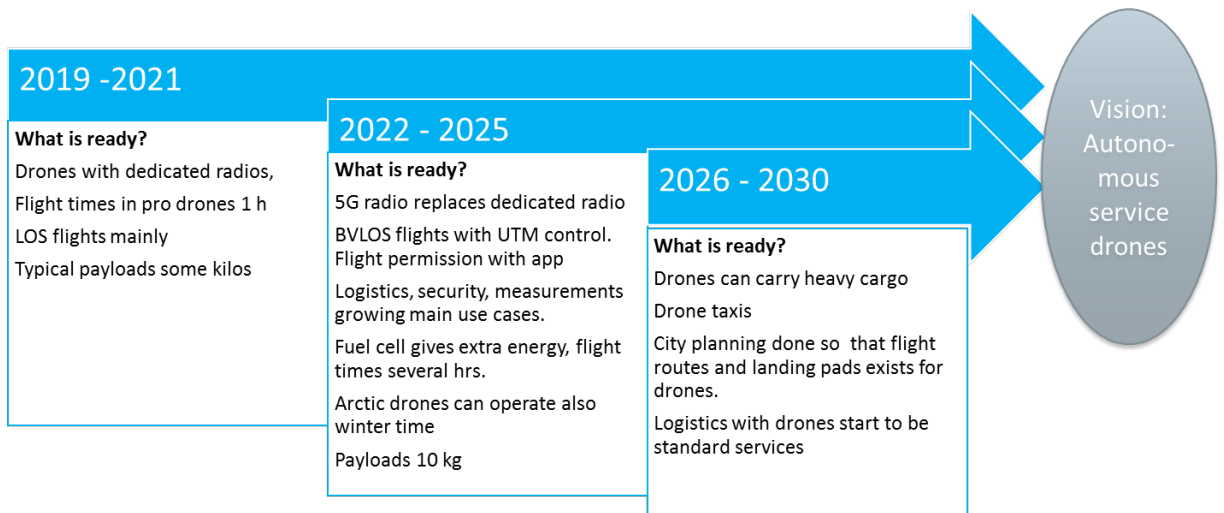 2019 -2021
What is ready?
Drones with dedicated radios,
Flight times in pro drones 1 h
LOS flights mainly
Typical payloads some kilos
2022 - 2025
What is ready?
5G radio replaces dedicated radio
BVLOS flights with UTM control.
Flight permission with app
Logistics, security, measurements
growing main use cases.
Fuel cell gives extra energy, flight
times several hrs.
Arctic drones can operate also
winter time
Payloads 10 kg
2026 - 2030
What is ready?
Drones can carry heavy cargo
Drone taxis
City planning done so  that flight
routes and landing pads exists for
drones.
Logistics with drones start to be
standard services
Vision:
Autono-
mous
service
drones